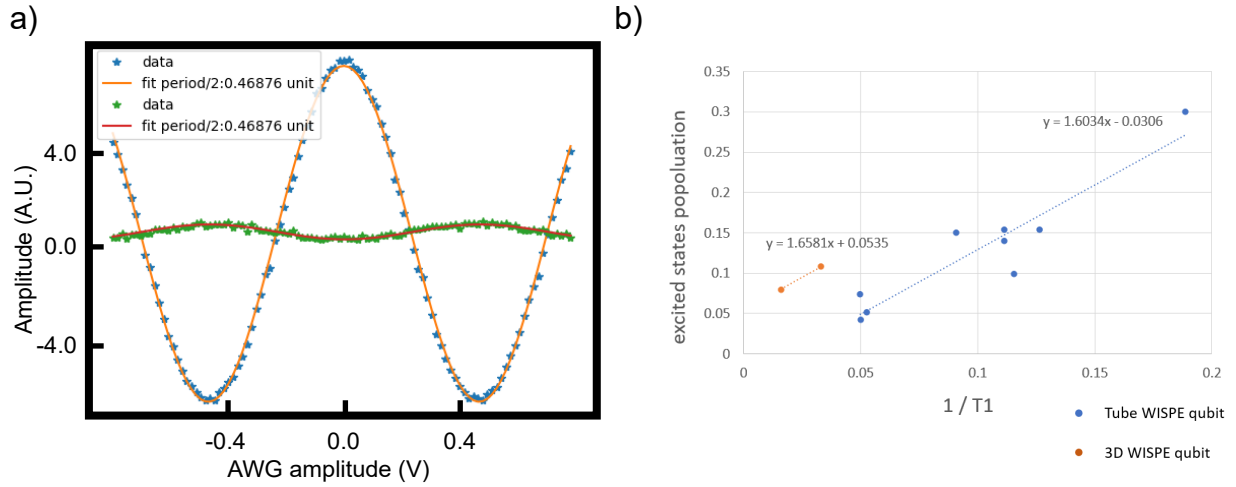 a)
data
fit period/2:0.46876 unit
data
fit period/2:0.46876 unit
4.0
0.0
-4.0
Amplitude (A.U.)
-0.4 0.0 0.4
AWG amplitude (V)
b)
0.35
0.3
0.25
0.2
0.15
0.1
0.05
0
excited states popoluation
y = 1.6034x - 0.0306
y = 1.6581x + 0.0535
0 0.05 0.1 0.15 0.2
1 / T1
Tube WISPE qubit
3D WISPE qubit